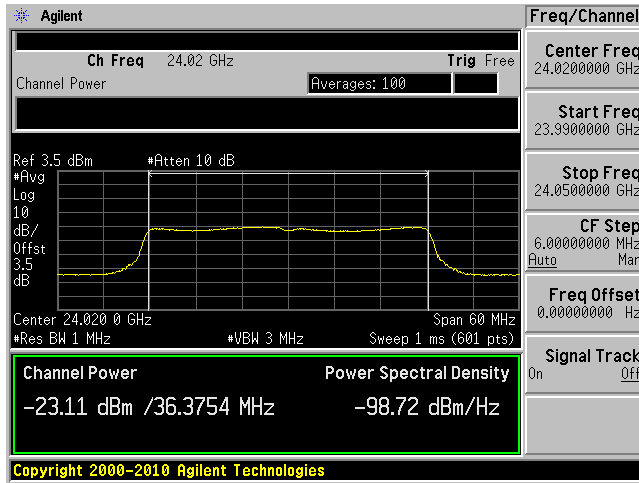 Agilent
Freq/Channel
Ch Freq 24.02 GHz Trig Free
Channel Power Averages: 100
Ref 3.5 dBm #Atten 10 dB
#Avg
Log
10
dB/
Offst
3.5
dB
Center 24.020 0 GHz Span 60 MHz
#Res BW 1 MHz #VBW 3 MHz Sweep 1 ms (601 pts)
Channel Power Power Spectral Density
-23.11 dBm /36.3754 MHz -98.72 dBm/Hz
Copyright 2000-2010 Agilent Technologies
Center Freq
24.0200000 GHz
Start Freq
23.9900000 GHz
Stop Freq
24.0500000 GHz
CF Step
6.00000000 MHz
Auto Man
Freq Offset
0.00000000 Hz
Signal Track
On Off